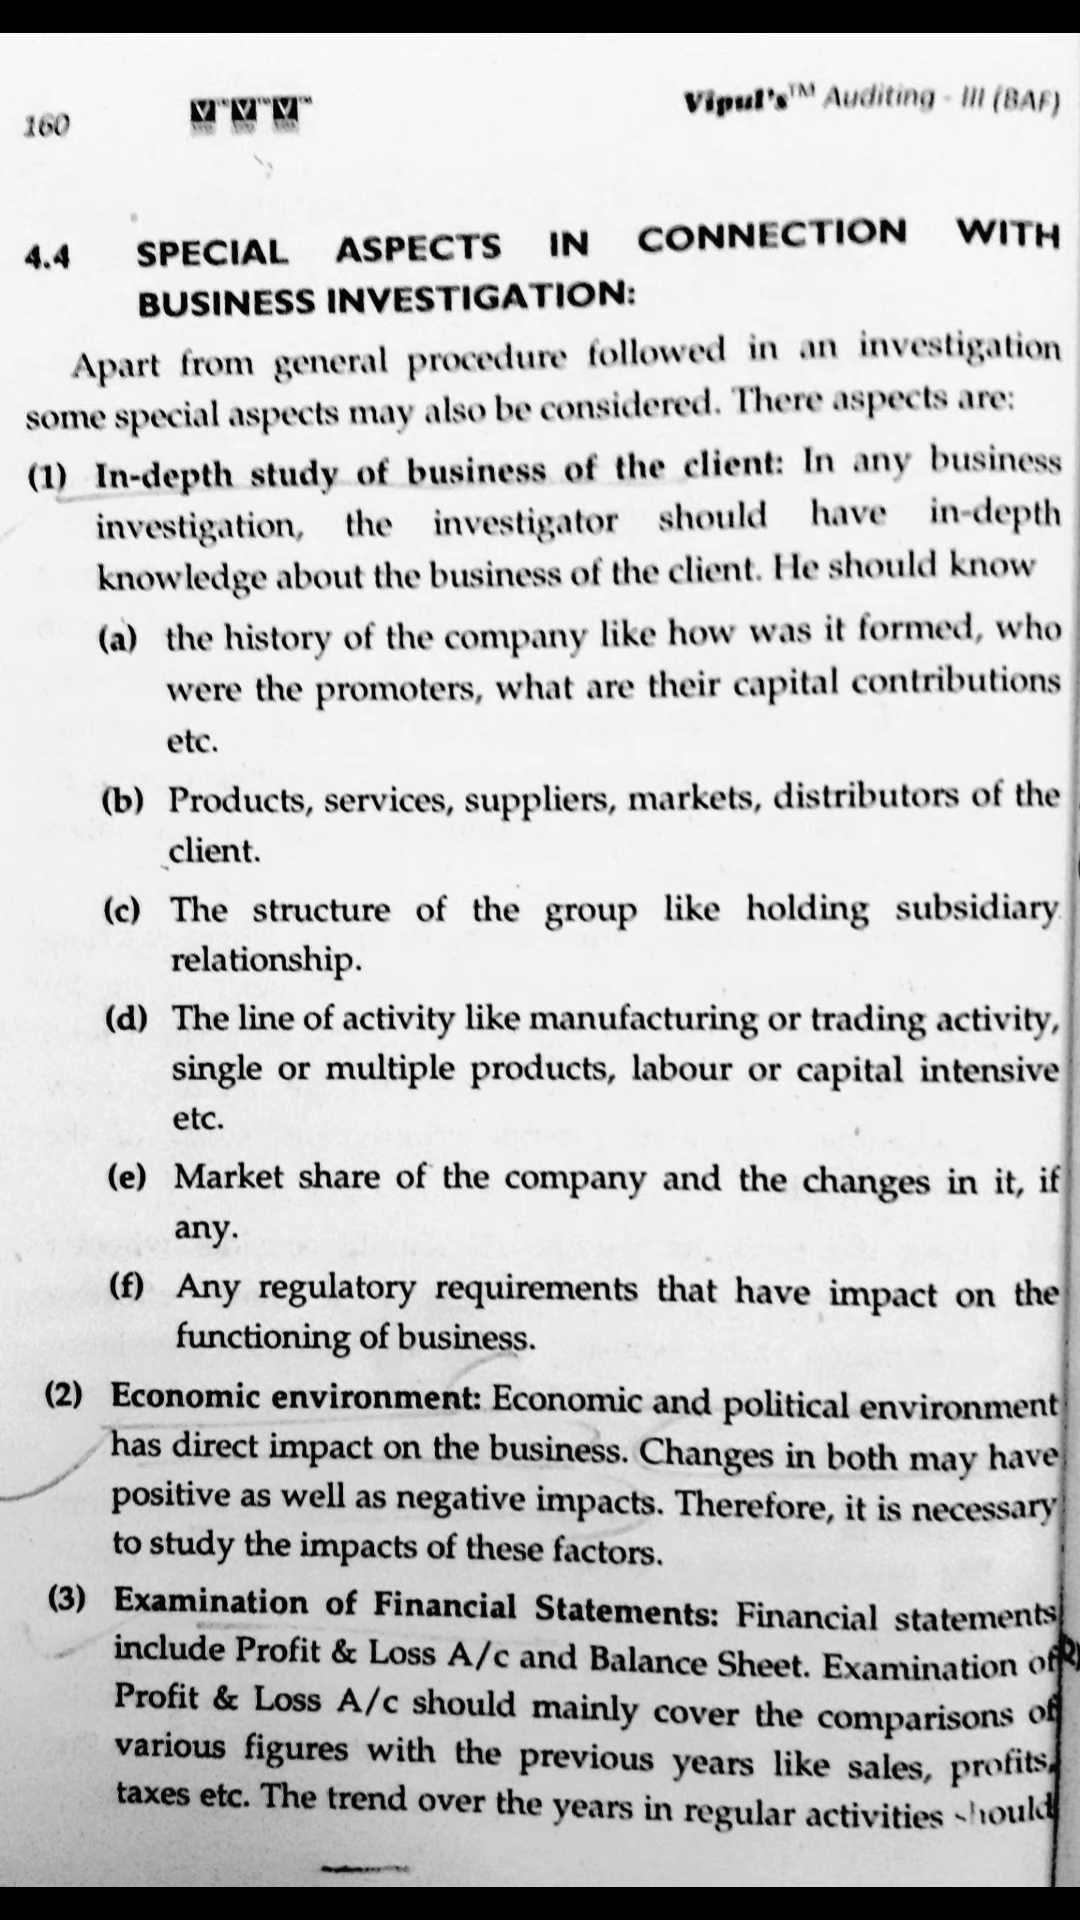 160
V V V
Vipul's™ Auditing - III (BAF)
4.4 SPECIAL ASPECTS IN CONNECTION WITH
BUSINESS INVESTIGATION:
Apart from general procedure followed in an investigation
some special aspects may also be considered. There aspects are:
(1) In-depth study of business of the client: In any business
investigation, the investigator should have in-depth
knowledge about the business of the client. He should know
(a) the history of the company like how was it formed, who
were the promoters, what are their capital contributions
etc.
(b) Products, services, suppliers, markets, distributors of the
client.
(c) The structure of the group like holding subsidiary
relationship.
(d) The line of activity like manufacturing or trading activity,
single or multiple products, labour or capital intensive
etc.
(e) Market share of the company and the changes in it, if
any.
(f) Any regulatory requirements that have impact on the
functioning of business.
(2) Economic environment: Economic and political environment
has direct impact on the business. Changes in both may have
positive as well as negative impacts. Therefore, it is necessary
to study the impacts of these factors.
(3) Examination of Financial Statements: Financial statements
include Profit & Loss A/c and Balance Sheet. Examination of
Profit & Loss A/c should mainly cover the comparisons of
various figures with the previous years like sales, profits,
taxes etc. The trend over the years in regular activities should